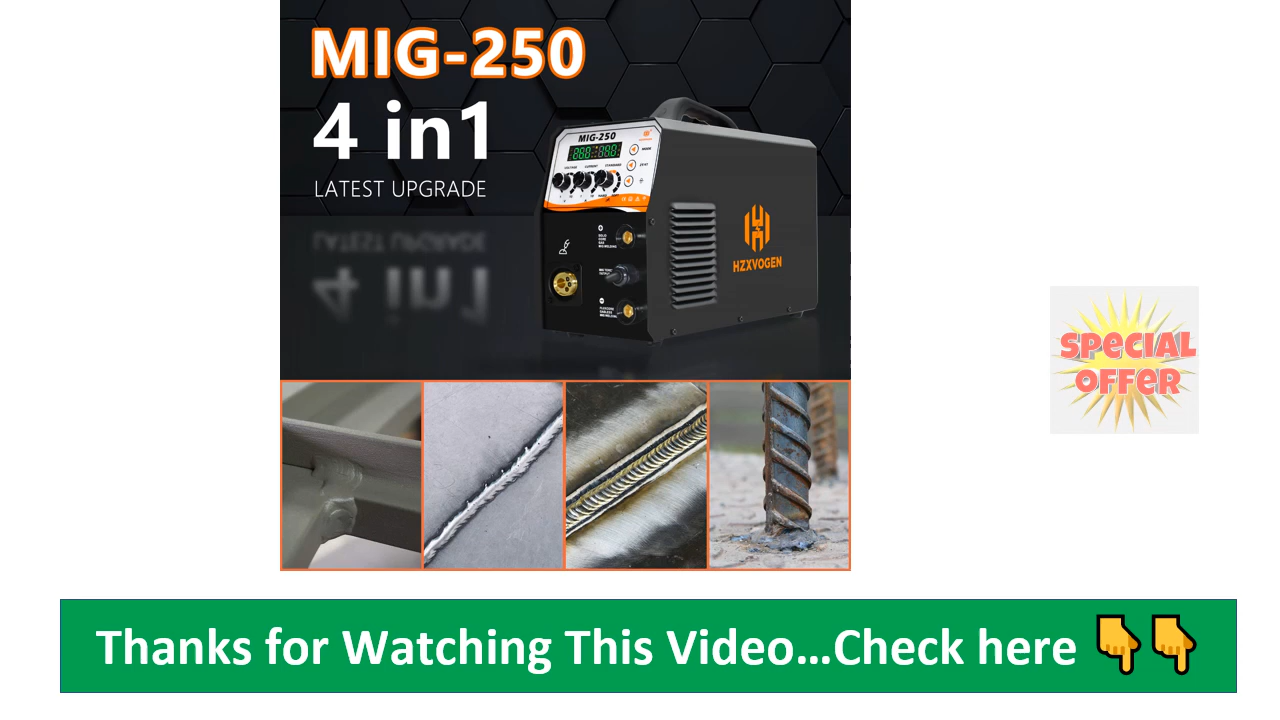 MIG-250
4 in1
LATEST UPGRADE
MIG-250
HZXVOGEN
SPECIAL
OFFER
Thanks for Watching This Video...Check here 👇👇